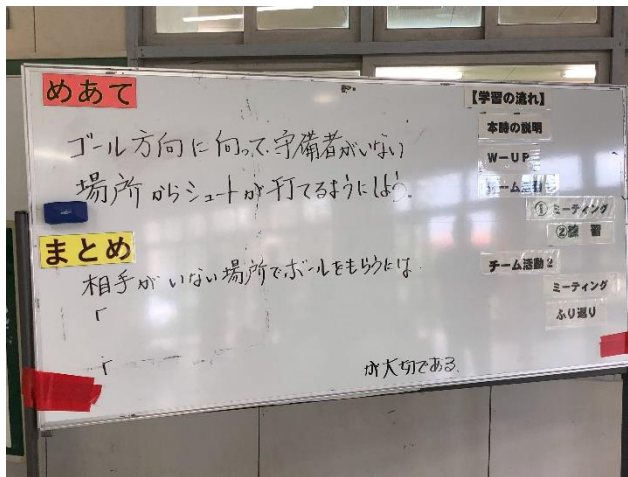 めあて
ゴール方向に向って、守備者がいない
場所からシュートが打てるようにしよう。
まとめ
相手がいない場所でボールをもらうには
「
「
が大切である
【学習の流れ】
本時の説明
W－UP
チーム活動
①ミーティング
②練習
チーム活動2
ミーティング
ふり返り